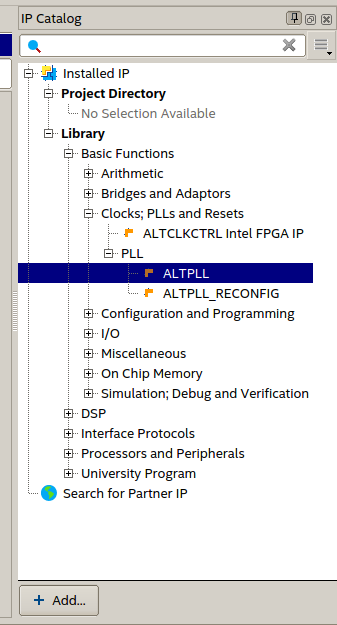 IP Catalog
Installed IP
Project Directory
No Selection Available
Library
Basic Functions
Arithmetic
Bridges and Adaptors
Clocks; PLLs and Resets
ALTCLKCTRL Intel FPGA IP
PLL
ALTPLL
ALTPLL_RECONFIG
Configuration and Programming
I/O
Miscellaneous
On Chip Memory
Simulation; Debug and Verification
DSP
Interface Protocols
Processors and Peripherals
University Program
Search for Partner IP
+ Add...